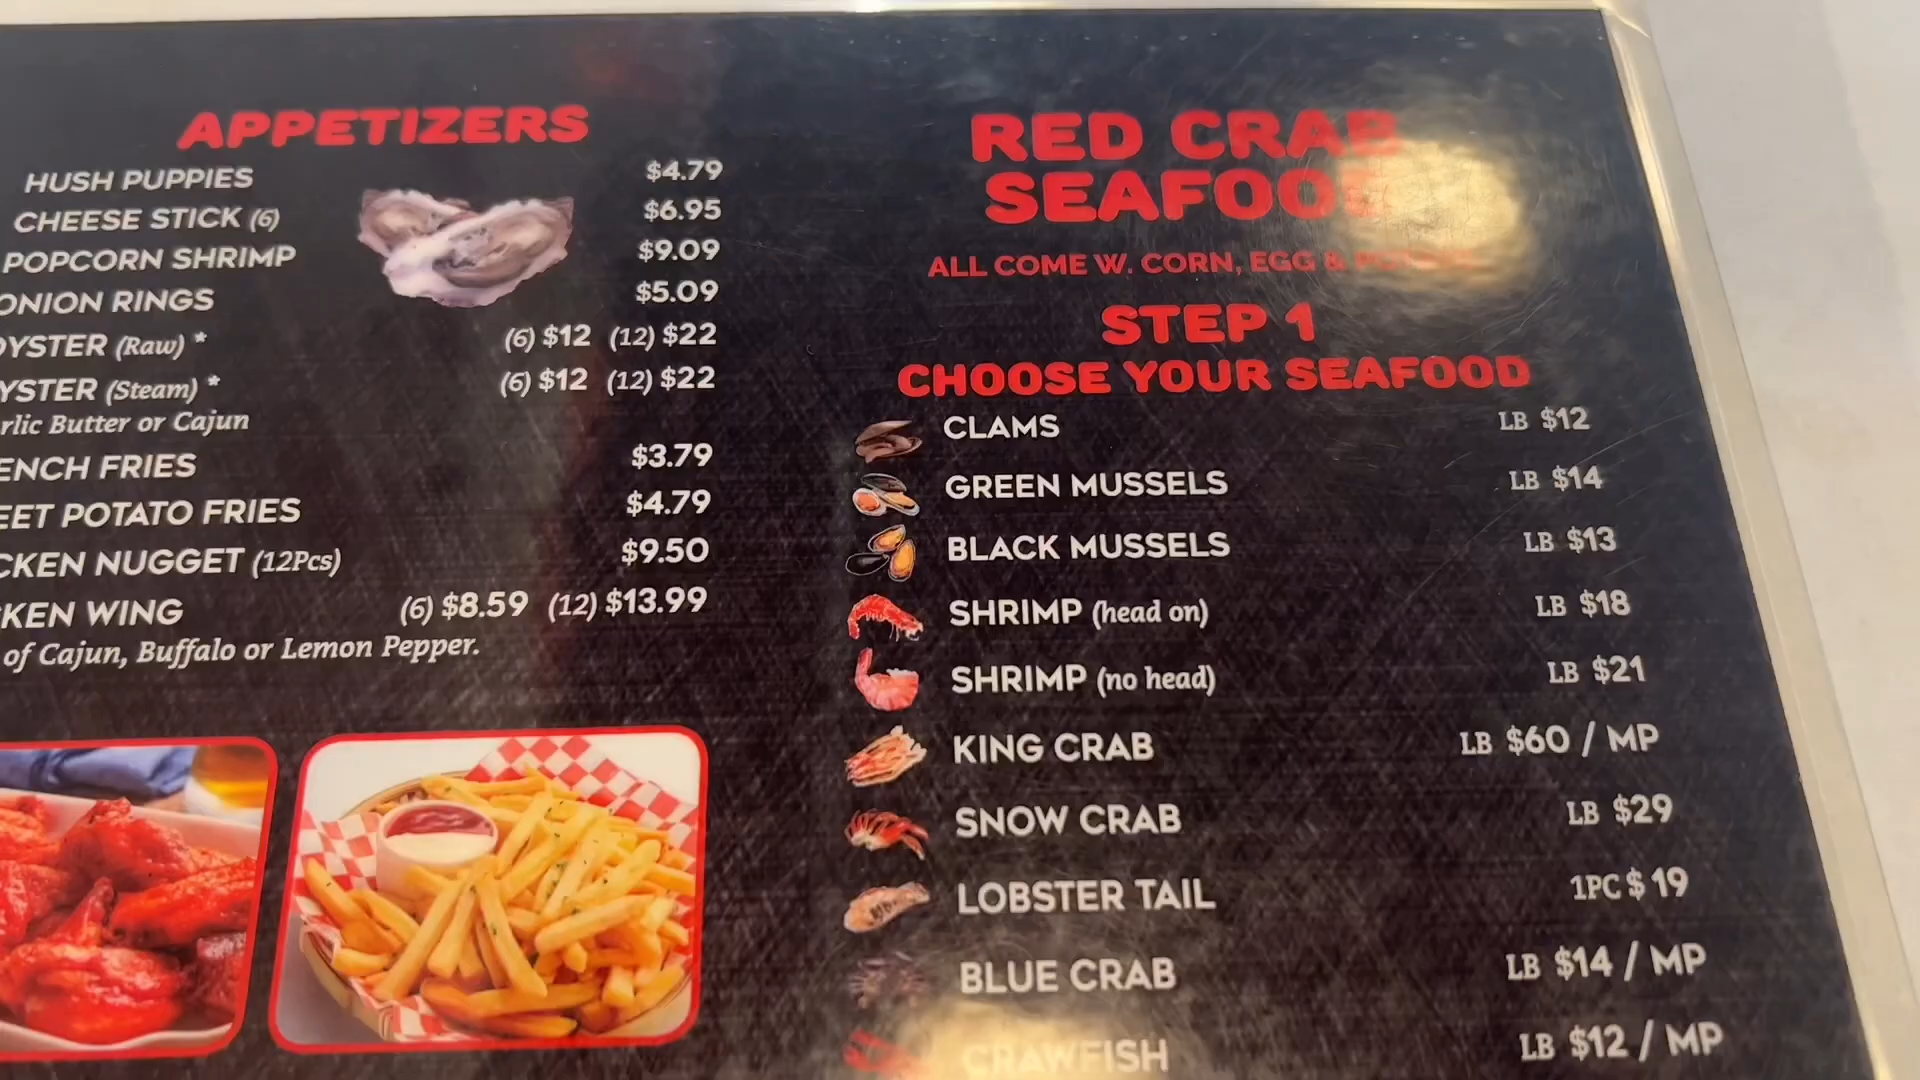 APPETIZERS
HUSH PUPPIES $4.79
CHEESE STICK (6) $6.95
POPCORN SHRIMP $9.09
ONION RINGS $5.09
OYSTER (Raw) * (6) $12 (12) $22
YSTER (Steam) * (6) $12 (12) $22
rlic Butter or Cajun
ENCH FRIES $3.79
EET POTATO FRIES $4.79
CKEN NUGGET (12Pcs) $9.50
KEN WING (6) $8.59 (12) $13.99
of Cajun, Buffalo or Lemon Pepper.
RED CRAB
SEAFOOD
ALL COME W. CORN, EGG &
STEP 1
CHOOSE YOUR SEAFOOD
CLAMS LB $12
GREEN MUSSELS LB $14
BLACK MUSSELS LB $13
SHRIMP (head on) LB $18
SHRIMP (no head) LB $21
KING CRAB LB $60 / MP
SNOW CRAB LB $29
LOBSTER TAIL 1PC $19
BLUE CRAB LB $14 / MP
CRAWFISH LB $12 / MP